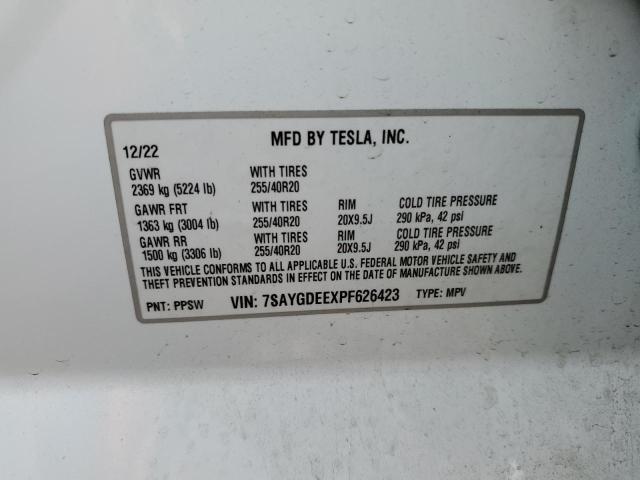 12/22 MFD BY TESLA, INC.
GVWR WITH TIRES
2369 kg (5224 lb) 255/40R20
GAWR FRT WITH TIRES RIM COLD TIRE PRESSURE
1363 kg (3004 lb) 255/40R20 20X9.5J 290 kPa, 42 psi
GAWR RR WITH TIRES RIM COLD TIRE PRESSURE
1500 kg (3306 lb) 255/40R20 20X9.5J 290 kPa, 42 psi
THIS VEHICLE CONFORMS TO ALL APPLICABLE U.S. FEDERAL MOTOR VEHICLE SAFETY AND
THEFT PREVENTION STANDARDS IN EFFECT ON THE DATE OF MANUFACTURE SHOWN ABOVE.
PNT: PPSW VIN: 7SAYGDEEXPF626423 TYPE: MPV